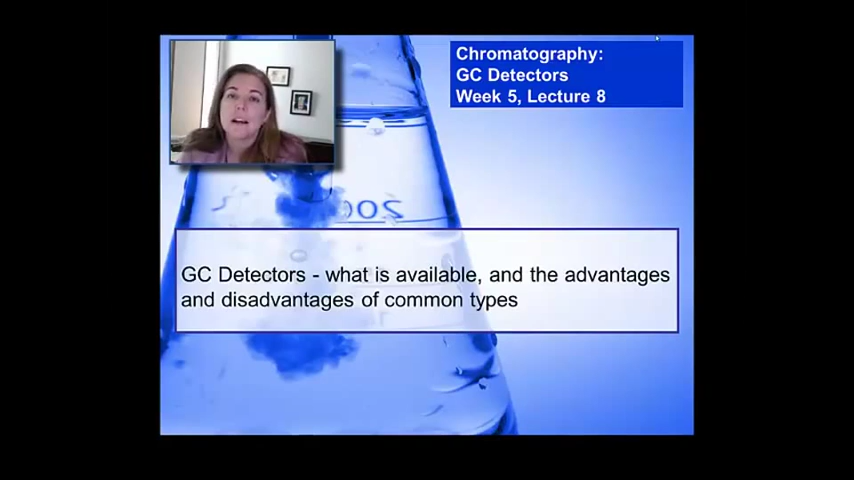 Chromatography:
GC Detectors
Week 5, Lecture 8
GC Detectors - what is available, and the advantages
and disadvantages of common types